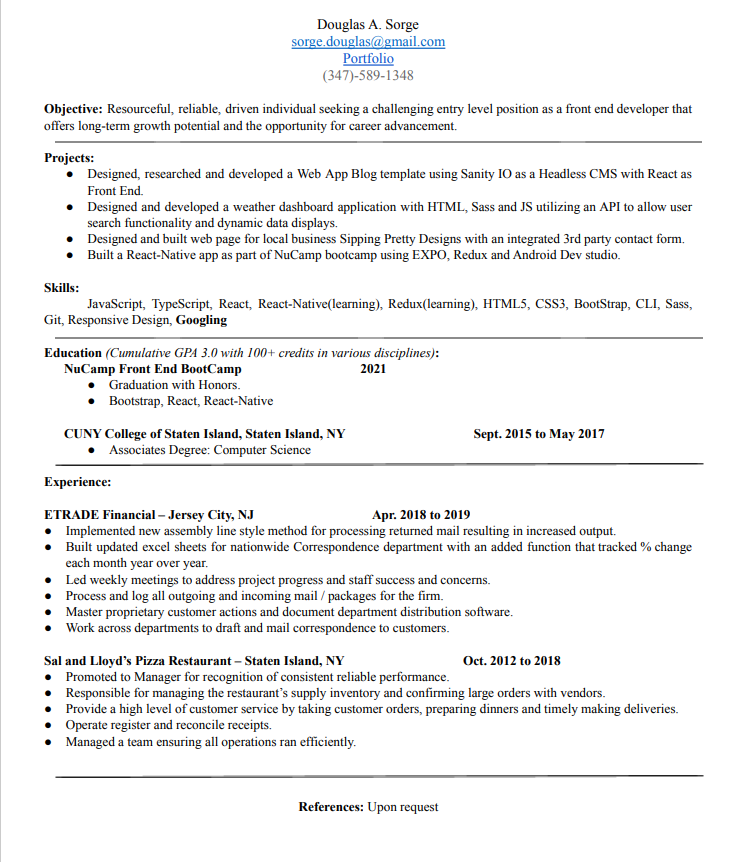 Douglas A. Sorge
sorge.douglas@gmail.com
Portfolio
(347)-589-1348
Objective: Resourceful, reliable, driven individual seeking a challenging entry level position as a front end developer that
offers long-term growth potential and the opportunity for career advancement.
Projects:
● Designed, researched and developed a Web App Blog template using Sanity IO as a Headless CMS with React as
Front End.
● Designed and developed a weather dashboard application with HTML, Sass and JS utilizing an API to allow user
search functionality and dynamic data displays.
● Designed and built web page for local business Sipping Pretty Designs with an integrated 3rd party contact form.
● Built a React-Native app as part of NuCamp bootcamp using EXPO, Redux and Android Dev studio.
Skills:
JavaScript, TypeScript, React, React-Native(learning), Redux(learning), HTML5, CSS3, BootStrap, CLI, Sass,
Git, Responsive Design, Googling
Education (Cumulative GPA 3.0 with 100+ credits in various disciplines):
NuCamp Front End BootCamp 2021
● Graduation with Honors.
● Bootstrap, React, React-Native
CUNY College of Staten Island, Staten Island, NY Sept. 2015 to May 2017
● Associates Degree: Computer Science
Experience:
ETRADE Financial – Jersey City, NJ Apr. 2018 to 2019
● Implemented new assembly line style method for processing returned mail resulting in increased output.
● Built updated excel sheets for nationwide Correspondence department with an added function that tracked % change
each month year over year.
● Led weekly meetings to address project progress and staff success and concerns.
● Process and log all outgoing and incoming mail / packages for the firm.
● Master proprietary customer actions and document department distribution software.
● Work across departments to draft and mail correspondence to customers.
Sal and Lloyd’s Pizza Restaurant – Staten Island, NY Oct. 2012 to 2018
● Promoted to Manager for recognition of consistent reliable performance.
● Responsible for managing the restaurant’s supply inventory and confirming large orders with vendors.
● Provide a high level of customer service by taking customer orders, preparing dinners and timely making deliveries.
● Operate register and reconcile receipts.
● Managed a team ensuring all operations ran efficiently.
References: Upon request